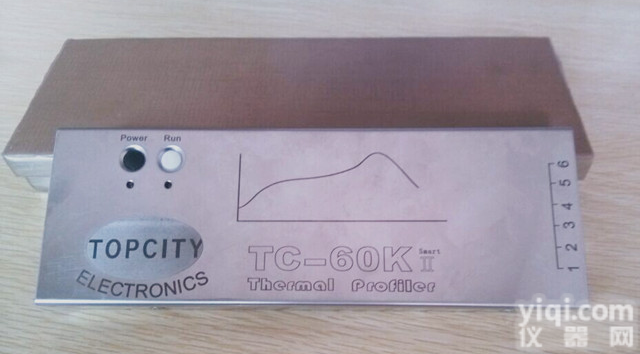 Power Run
TOPCITY
ELECTRONICS
TC-60K Smart II
Thermal Profiler
1 2 3 4 5 6
yiqi.com
仪器网